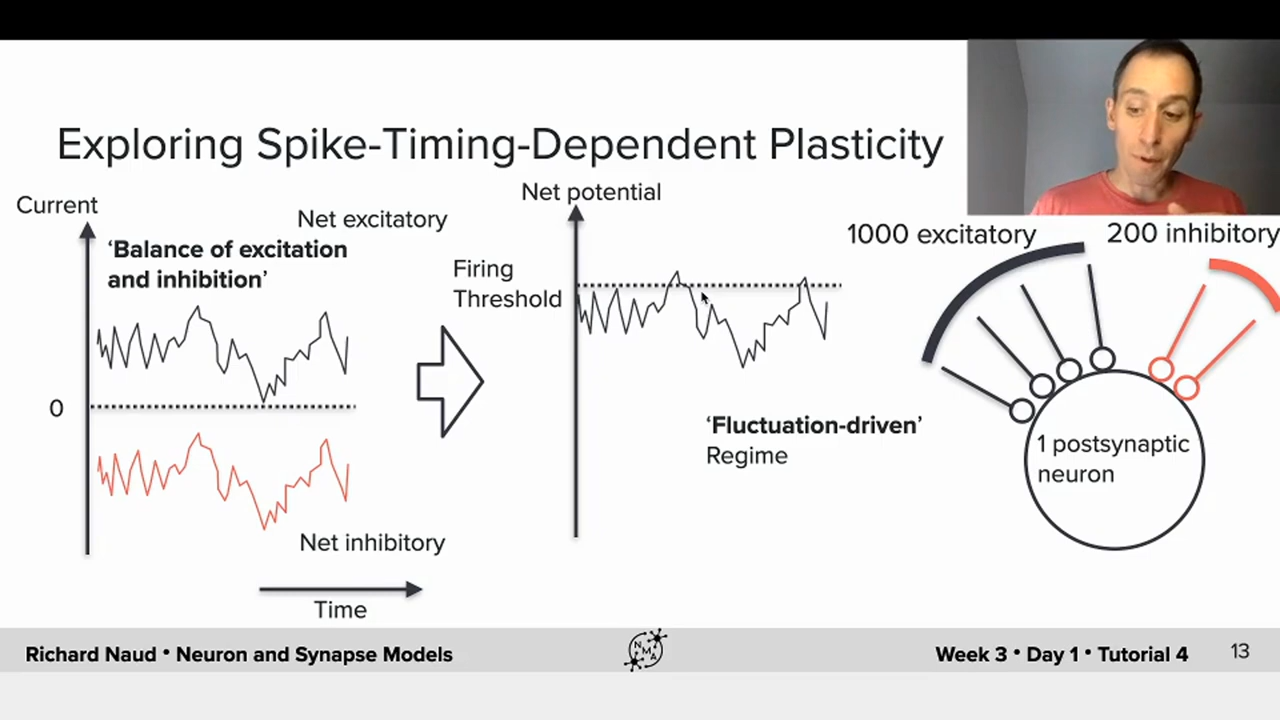 Exploring Spike-Timing-Dependent Plasticity
Current
Net excitatory
‘Balance of excitation
and inhibition’
0
Net inhibitory
Time
Net potential
Firing
Threshold
‘Fluctuation-driven’
Regime
1000 excitatory
200 inhibitory
1 postsynaptic
neuron
Richard Naud • Neuron and Synapse Models
NMA
Week 3 • Day 1 • Tutorial 4
13